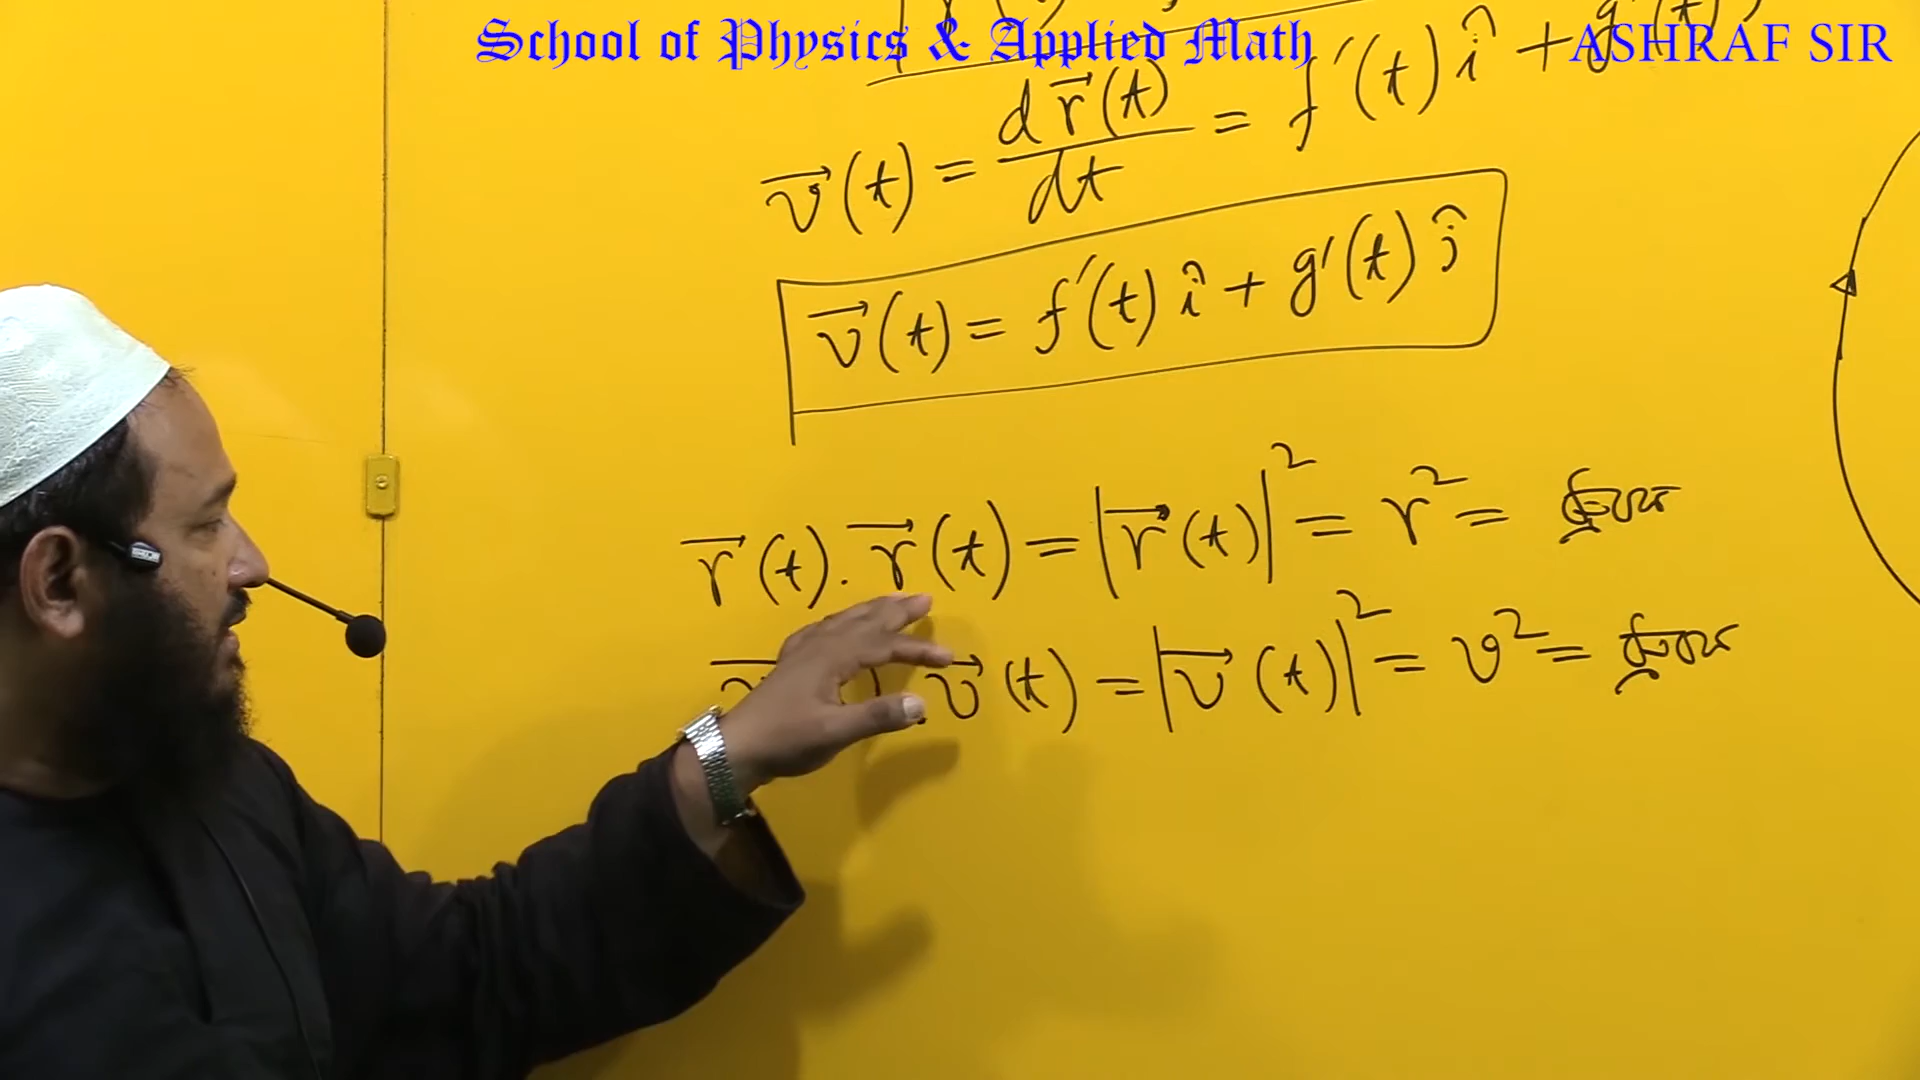 School of Physics & Applied Math
ASHRAF SIR
v⃗(t) = dr⃗(t)/dt = f′(t) î + g′(t)
v⃗(t) = f′(t) î + g′(t) ĵ
r⃗(t). r⃗(t) = |r⃗(t)|² = r² = ধ্রুবক
v⃗(t) = |v⃗(t)|² = v² = ধ্রুবক